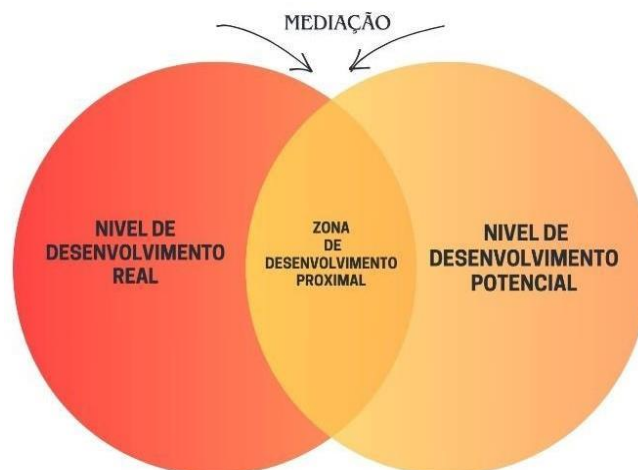 MEDIAÇÃO
NIVEL DE
DESENVOLVIMENTO
REAL
ZONA
DE
DESENVOLVIMENTO
PROXIMAL
NIVEL DE
DESENVOLVIMENTO
POTENCIAL